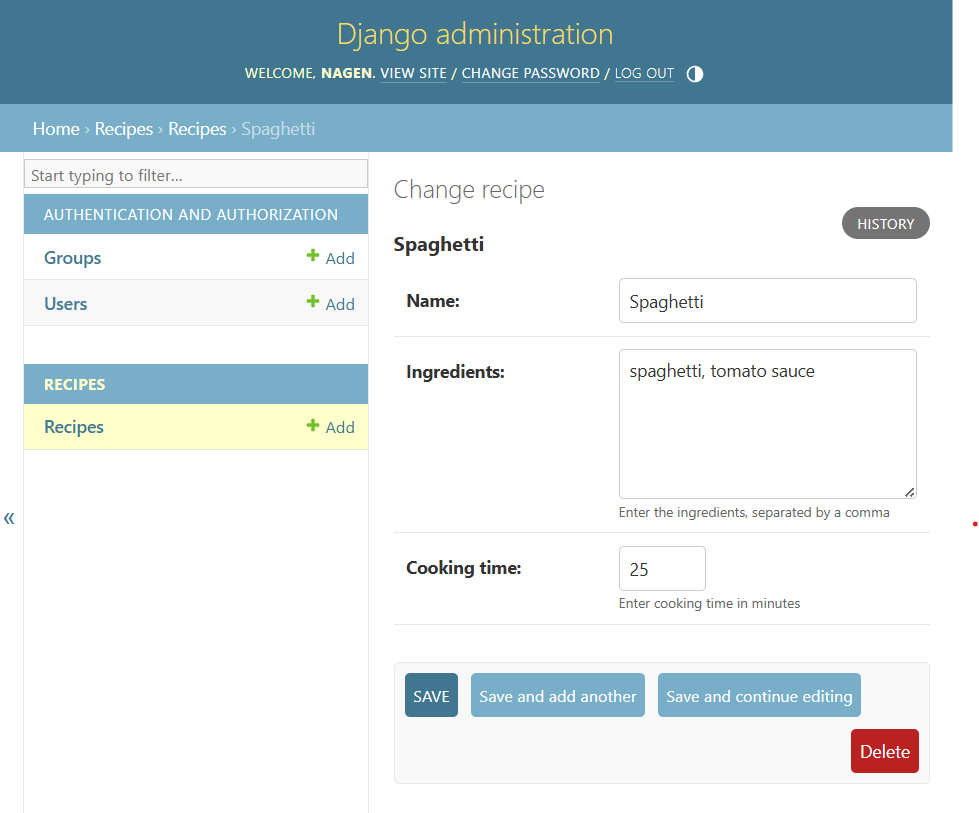 Django administration
WELCOME, NAGEN. VIEW SITE / CHANGE PASSWORD / LOG OUT
Home › Recipes › Recipes › Spaghetti
Start typing to filter...
AUTHENTICATION AND AUTHORIZATION
Groups + Add
Users + Add
RECIPES
Recipes + Add
«
Change recipe
HISTORY
Spaghetti
Name: Spaghetti
Ingredients: spaghetti, tomato sauce
Enter the ingredients, separated by a comma
Cooking time: 25
Enter cooking time in minutes
SAVE Save and add another Save and continue editing
Delete